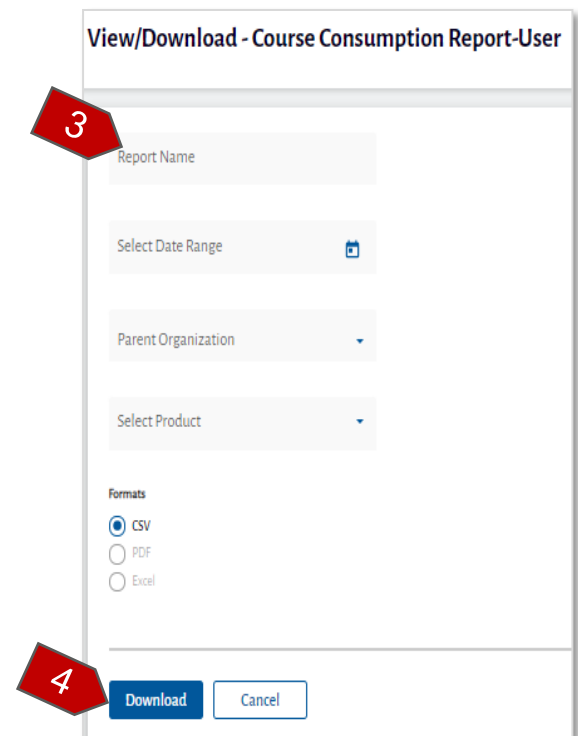 View/Download - Course Consumption Report-User
3
Report Name
Select Date Range
Parent Organization
Select Product
Formats
CSV
PDF
Excel
4
Download Cancel